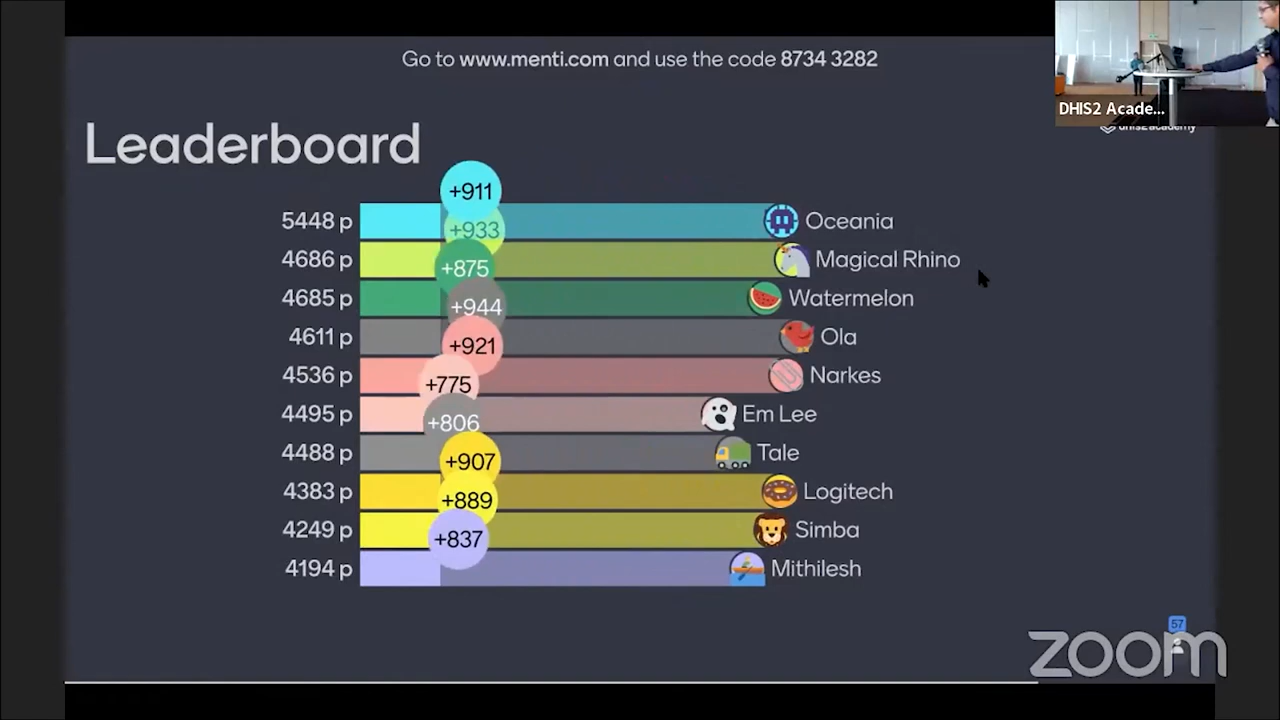 Go to www.menti.com and use the code 8734 3282
DHIS2 Acade...
dhis2academy
Leaderboard
+911
5448 p Oceania
+933
4686 p Magical Rhino
+875
4685 p Watermelon
+944
4611 p Ola
+921
4536 p Narkes
+775
4495 p Em Lee
+806
4488 p Tale
+907
4383 p Logitech
+889
4249 p Simba
+837
4194 p Mithilesh
57
zoom